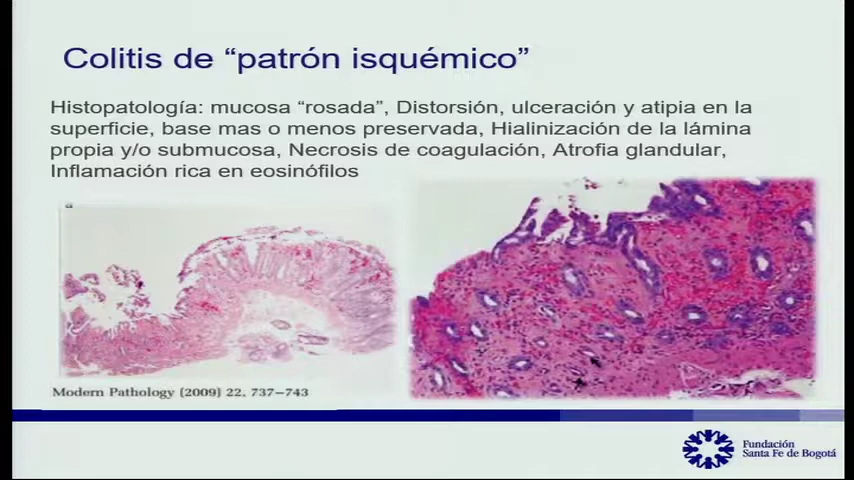 Colitis de “patrón isquémico”
Histopatología: mucosa “rosada”, Distorsión, ulceración y atipia en la
superficie, base mas o menos preservada, Hialinización de la lámina
propia y/o submucosa, Necrosis de coagulación, Atrofia glandular,
Inflamación rica en eosinófilos
a
Modern Pathology (2009) 22, 737–743
Fundación
Santa Fe de Bogotá